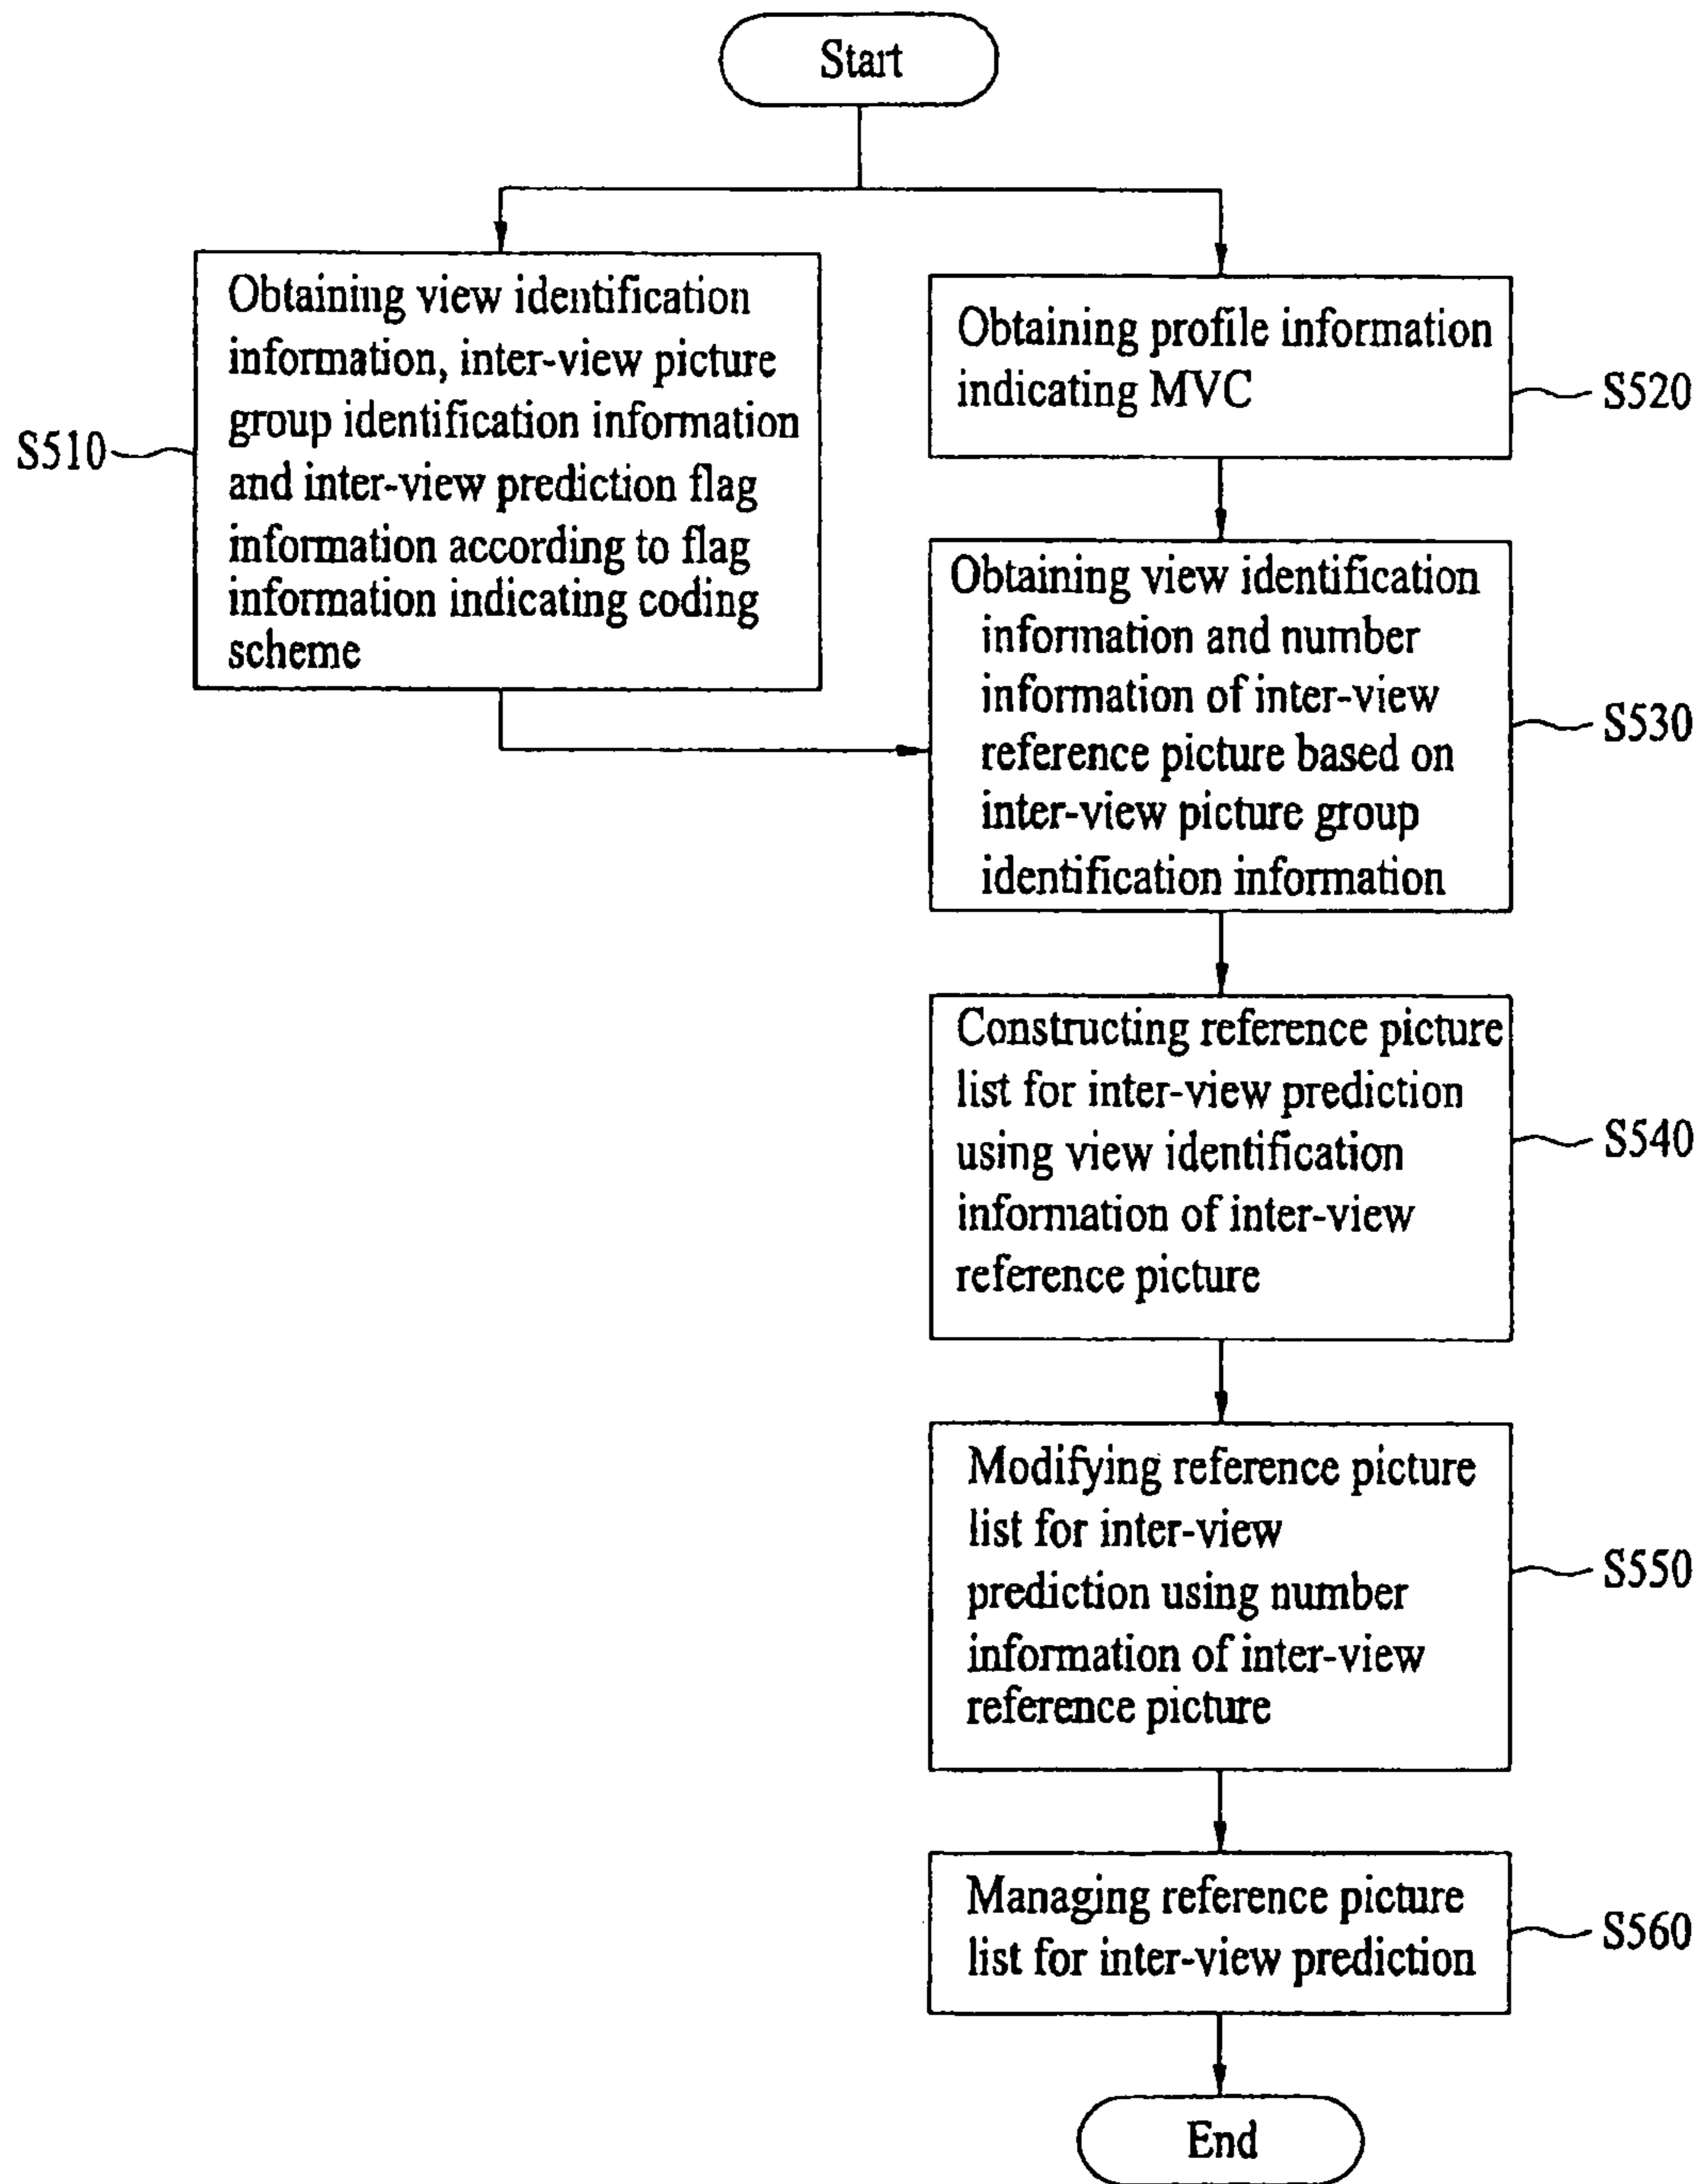 Start
Obtaining view identification
information, inter-view picture
group identification information
and inter-view prediction flag
information according to flag
information indicating coding
scheme
S510
Obtaining profile information
indicating MVC
S520
Obtaining view identification
information and number
information of inter-view
reference picture based on
inter-view picture group
identification information
S530
Constructing reference picture
list for inter-view prediction
using view identification
information of inter-view
reference picture
S540
Modifying reference picture
list for inter-view
prediction using number
information of inter-view
reference picture
S550
Managing reference picture
list for inter-view prediction
S560
End